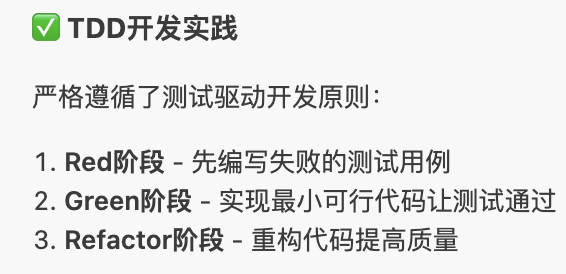 ✅ TDD开发实践
严格遵循了测试驱动开发原则：
1. Red阶段 - 先编写失败的测试用例
2. Green阶段 - 实现最小可行代码让测试通过
3. Refactor阶段 - 重构代码提高质量